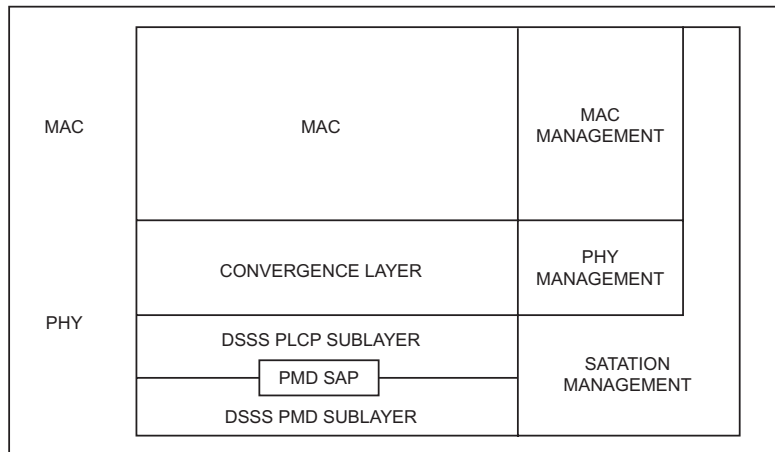 MAC
MAC
MAC
MANAGEMENT
CONVERGENCE LAYER
PHY
MANAGEMENT
PHY
DSSS PLCP SUBLAYER
PMD SAP
DSSS PMD SUBLAYER
SATATION
MANAGEMENT